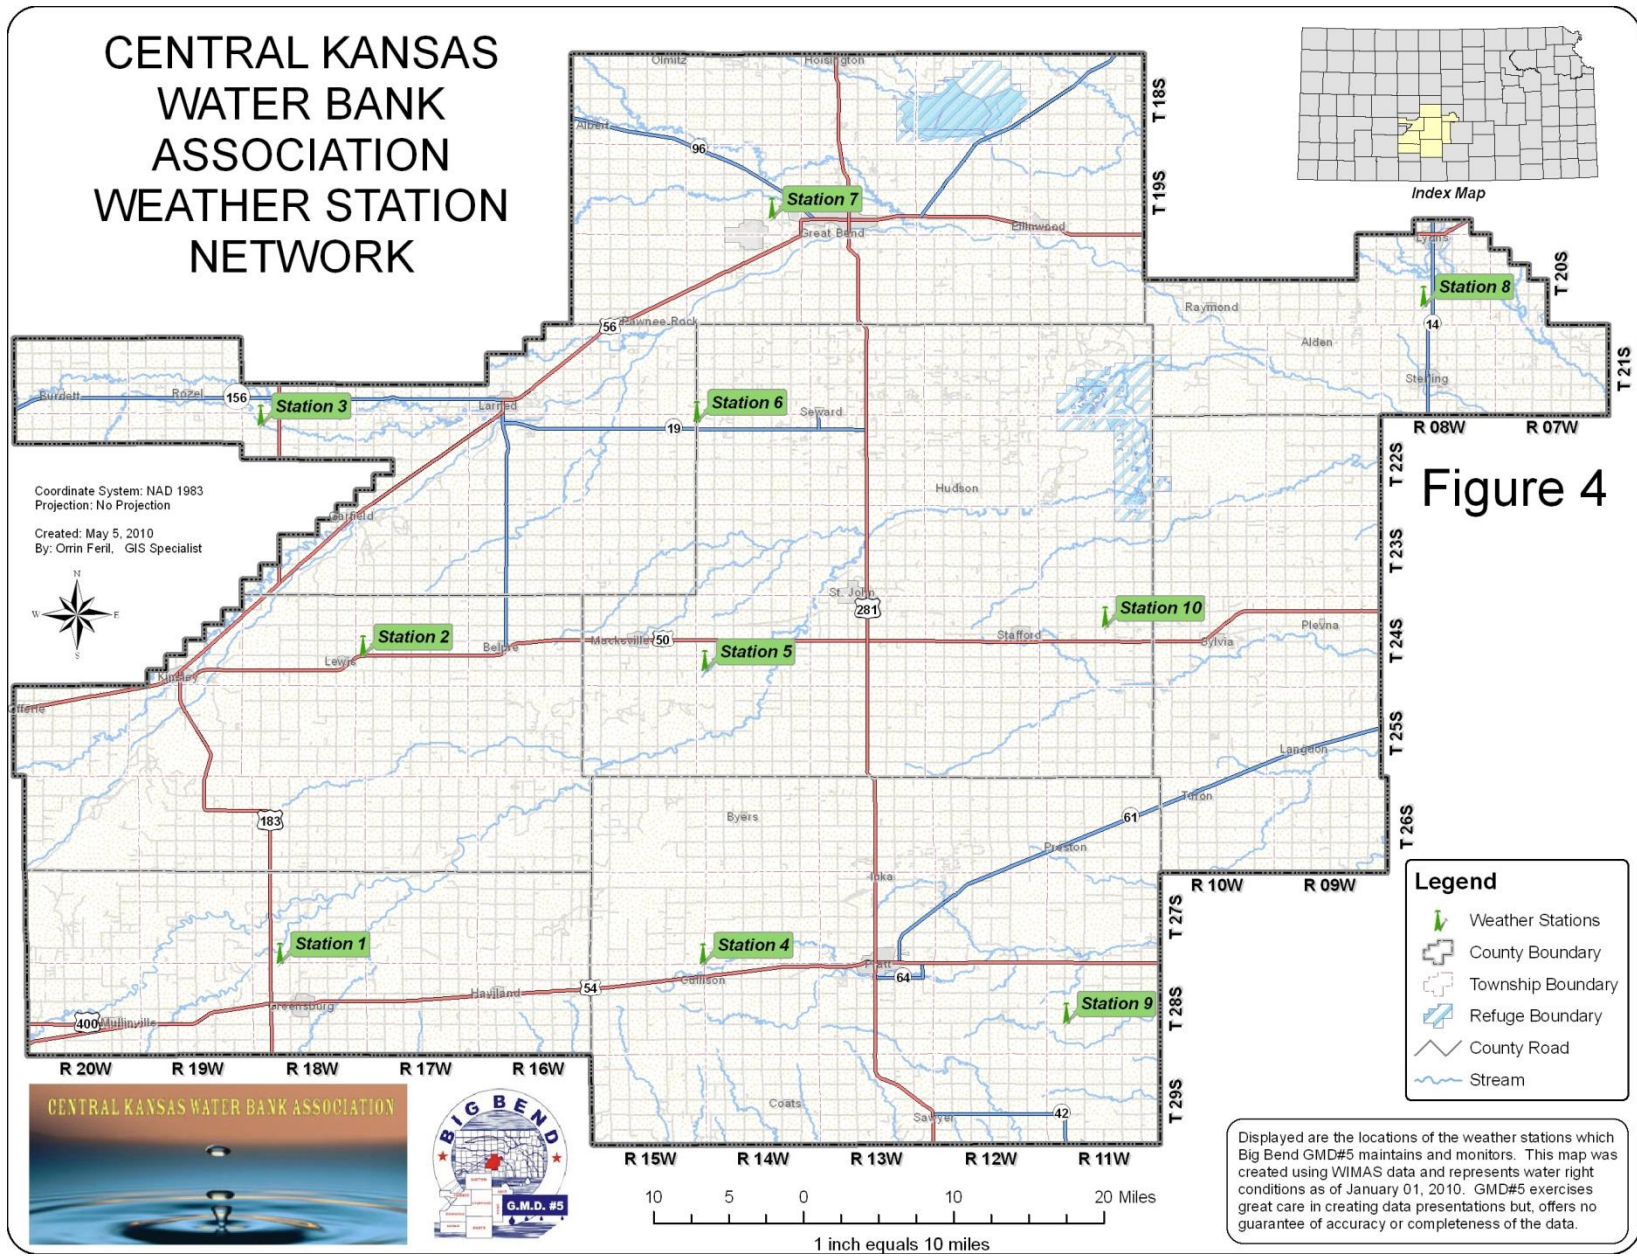 CENTRAL KANSAS
WATER BANK
ASSOCIATION
WEATHER STATION
NETWORK
Index Map
Figure 4
Coordinate System: NAD 1983
Projection: No Projection
Created: May 5, 2010
By: Orrin Feril, GIS Specialist
N
W
E
S
Olmitz
Hoisington
Albert
96
Station 7
Great Bend
Ellinwood
T 18S
T 19S
Lyons
T 20S
Station 8
Raymond
14
Alden
Sterling
T 21S
R 08W
R 07W
56
Pawnee Rock
Burdett
Rozel
156
Station 3
Larned
Station 6
Seward
19
T 22S
Hudson
Garfield
T 23S
St. John
281
Station 10
Station 2
Lewis
Belpre
Macksville
50
Station 5
Stafford
Sylvia
Plevna
T 24S
Kinsley
Offerle
T 25S
Langdon
Turon
183
Byers
61
Preston
T 26S
Iuka
R 10W
R 09W
T 27S
Station 1
Station 4
Pratt
64
Cullison
54
Haviland
Greensburg
400
Mullinville
Station 9
T 28S
R 20W
R 19W
R 18W
R 17W
R 16W
Coats
Sawyer
42
T 29S
R 15W
R 14W
R 13W
R 12W
R 11W
Legend
Weather Stations
County Boundary
Township Boundary
Refuge Boundary
County Road
Stream
CENTRAL KANSAS WATER BANK ASSOCIATION
BIG BEND
G.M.D. #5
10 5 0 10 20 Miles
1 inch equals 10 miles
Displayed are the locations of the weather stations which
Big Bend GMD#5 maintains and monitors. This map was
created using WIMAS data and represents water right
conditions as of January 01, 2010. GMD#5 exercises
great care in creating data presentations but, offers no
guarantee of accuracy or completeness of the data.